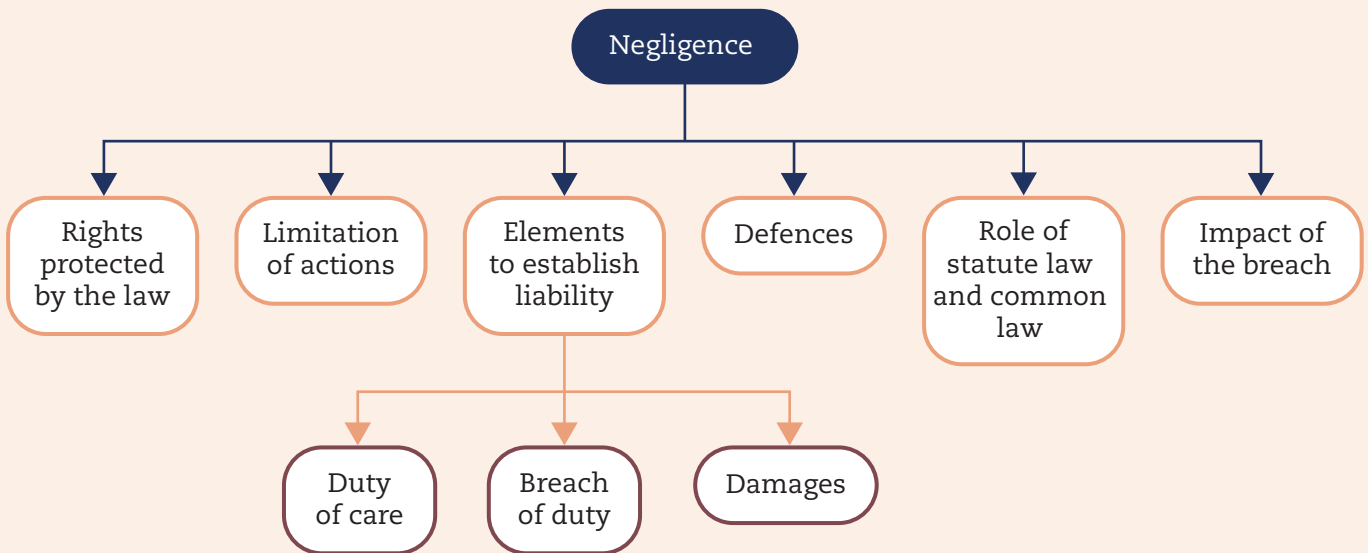 Negligence
Rights
protected
by the law
Limitation
of actions
Elements
to establish
liability
Defences
Role of
statute law
and common
law
Impact of
the breach
Duty
of care
Breach
of duty
Damages